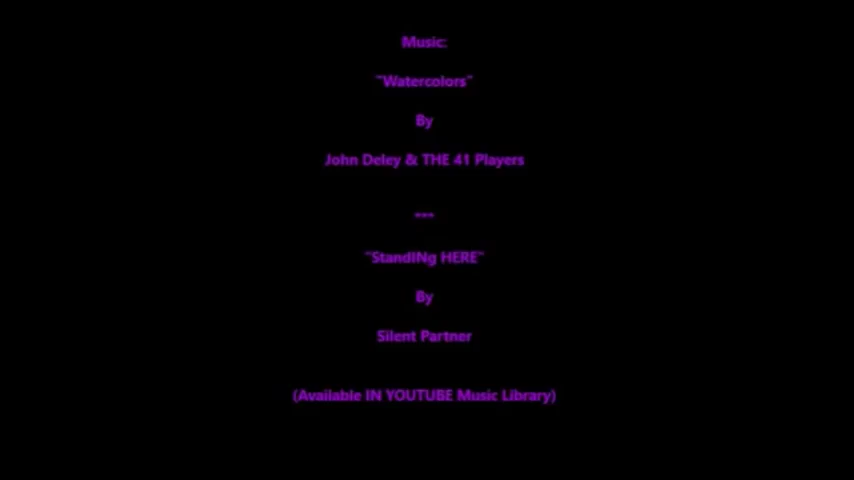 Music:
"Watercolors"
By
John Deley & THE 41 Players
---
"StandINg HERE"
By
Silent Partner
(Available IN YOUTUBE Music Library)